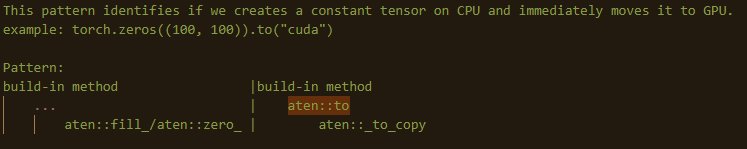 This pattern identifies if we creates a constant tensor on CPU and immediately moves it to GPU.
example: torch.zeros((100, 100)).to("cuda")

Pattern:
build-in method                 |build-in method
    ...                         |    aten::to
        aten::fill_/aten::zero_ |        aten::_to_copy